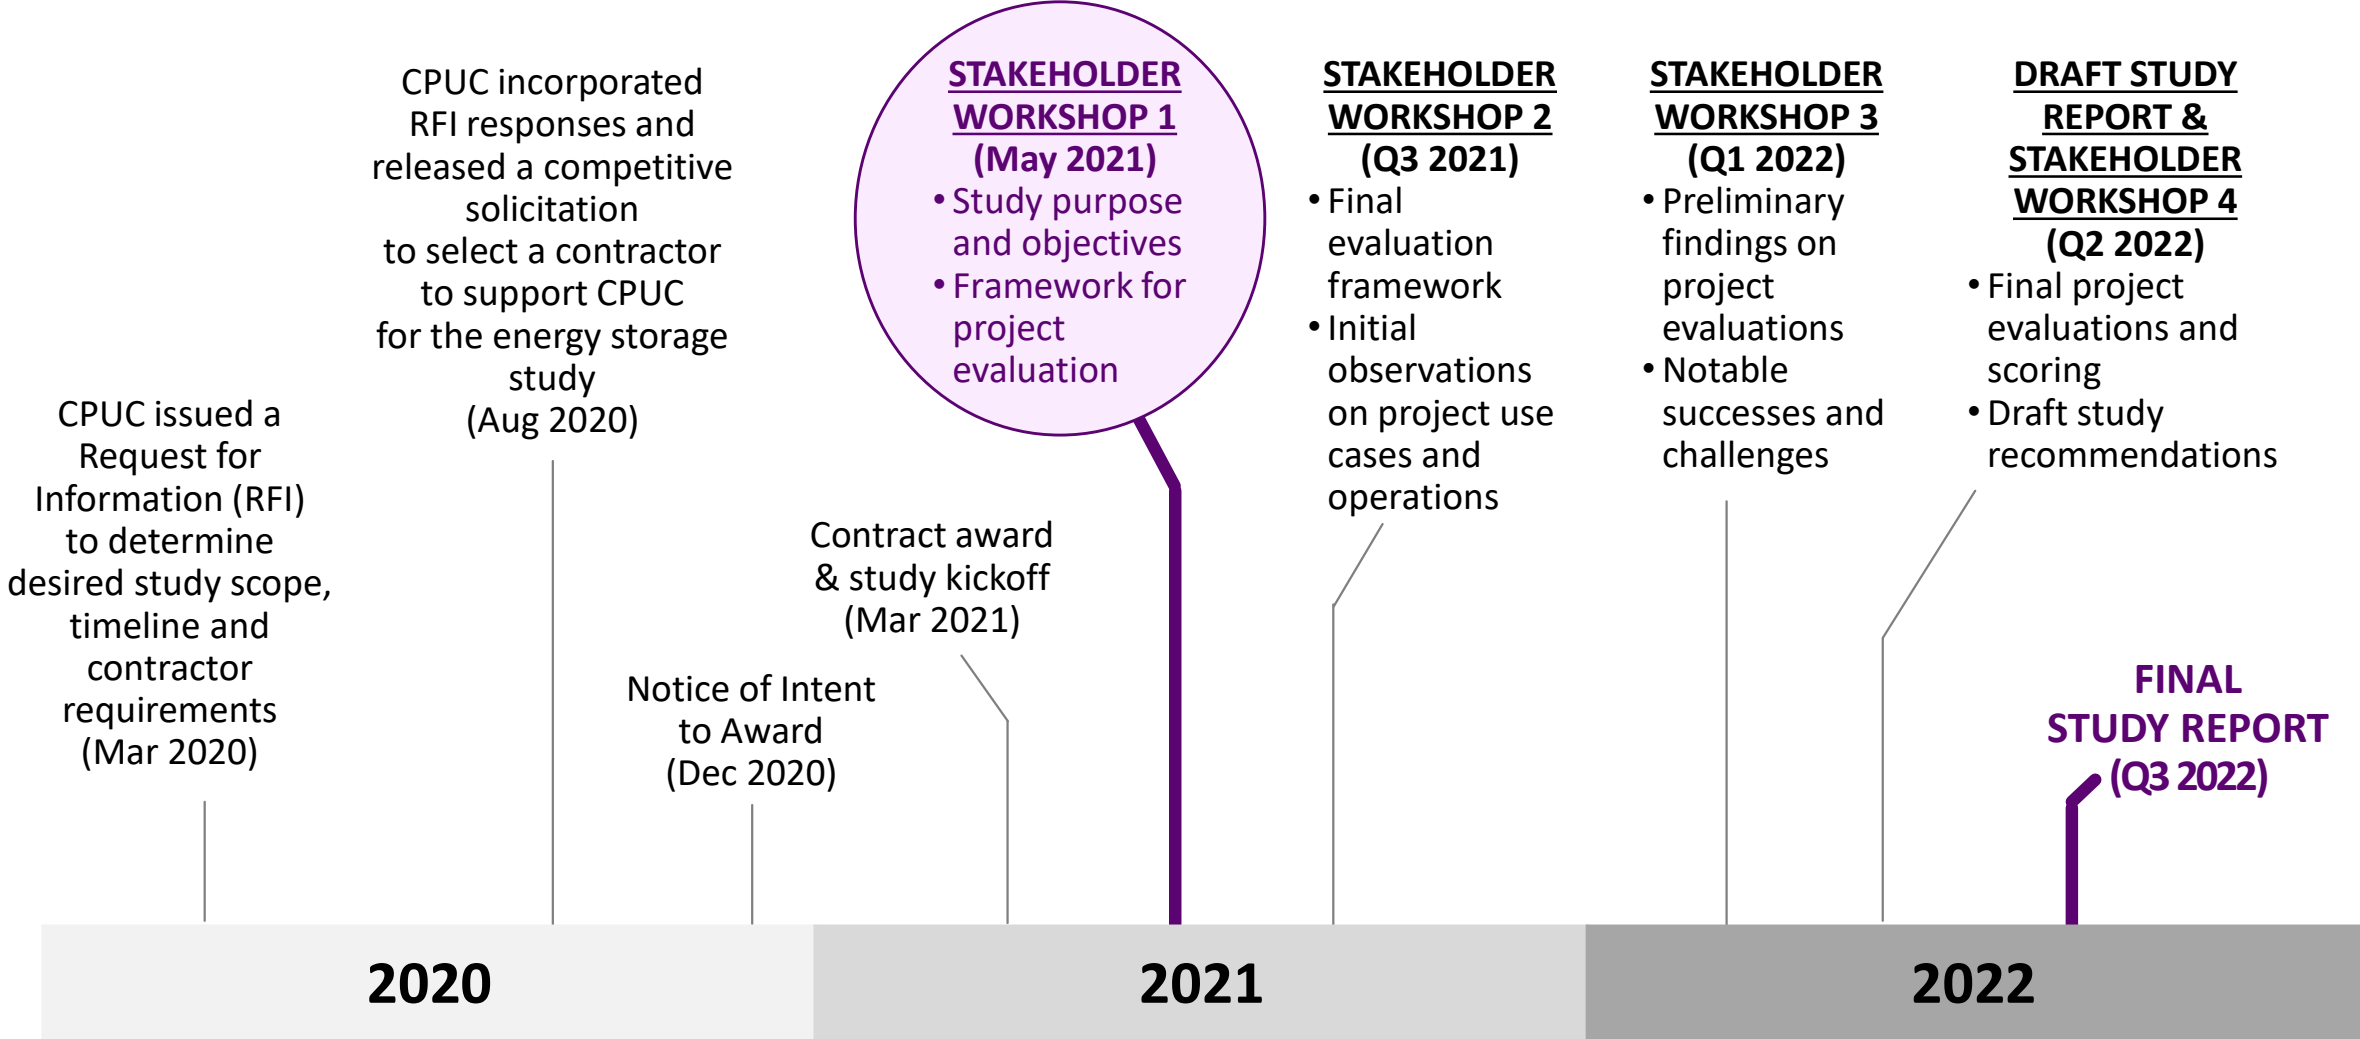 CPUC issued a
Request for
Information (RFI)
to determine
desired study scope,
timeline and
contractor
requirements
(Mar 2020)
CPUC incorporated
RFI responses and
released a competitive
solicitation
to select a contractor
to support CPUC
for the energy storage
study
(Aug 2020)
Notice of Intent
to Award
(Dec 2020)
Contract award
& study kickoff
(Mar 2021)
STAKEHOLDER
WORKSHOP 1
(May 2021)
• Study purpose
and objectives
• Framework for
project
evaluation
STAKEHOLDER
WORKSHOP 2
(Q3 2021)
• Final
evaluation
framework
• Initial
observations
on project use
cases and
operations
STAKEHOLDER
WORKSHOP 3
(Q1 2022)
• Preliminary
findings on
project
evaluations
• Notable
successes and
challenges
DRAFT STUDY
REPORT &
STAKEHOLDER
WORKSHOP 4
(Q2 2022)
• Final project
evaluations and
scoring
• Draft study
recommendations
FINAL
STUDY REPORT
(Q3 2022)
2020
2021
2022